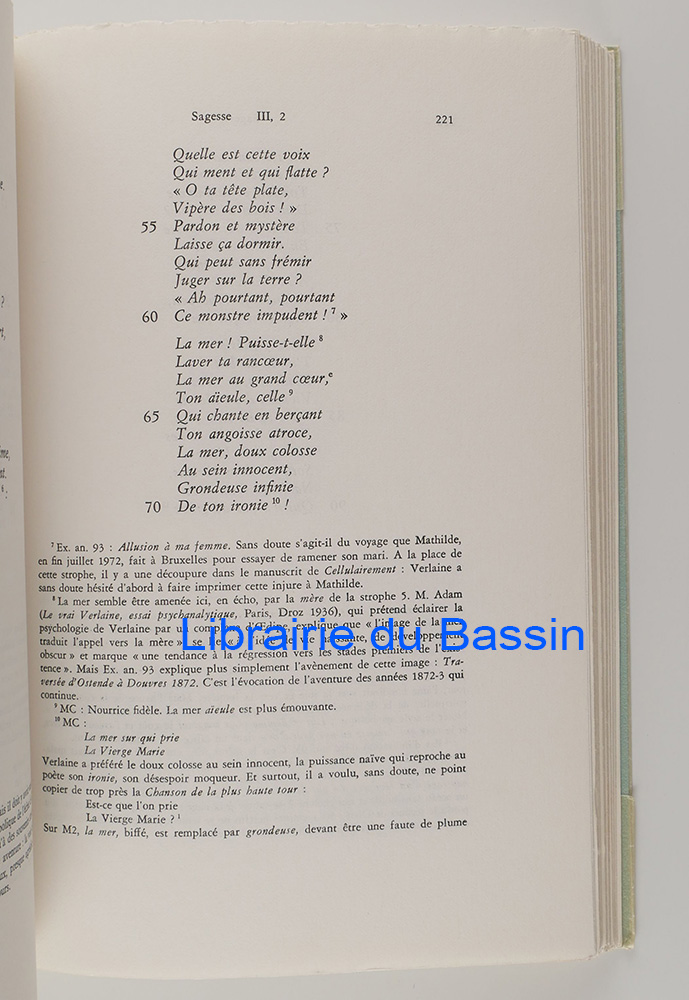 Sagesse III, 2 221
Quelle est cette voix
Qui ment et qui flatte ?
« O ta tête plate,
Vipère des bois ! »
55 Pardon et mystère
Laisse ça dormir.
Qui peut sans frémir
Juger sur la terre ?
« Ah pourtant, pourtant
60 Ce monstre impudent ! ⁷ »
La mer ! Puisse-t-elle ⁸
Laver ta rancœur,
La mer au grand cœur,ᵉ
Ton aïeule, celle ⁹
65 Qui chante en berçant
Ton angoisse atroce,
La mer, doux colosse
Au sein innocent,
Grondeuse infinie
70 De ton ironie ¹⁰ !
⁷ Ex. an. 93 : Allusion à ma femme. Sans doute s'agit-il du voyage que Mathilde,
en fin juillet 1972, fait à Bruxelles pour essayer de ramener son mari. A la place de
cette strophe, il y a une découpure dans le manuscrit de Cellulairement : Verlaine a
sans doute hésité d'abord à faire imprimer cette injure à Mathilde.
⁸ La mer semble être amenée ici, en écho, par la mère de la strophe 5. M. Adam
(Le vrai Verlaine, essai psychanalytique, Paris, Droz 1936), qui prétend éclairer la
psychologie de Verlaine par un d'Œdipe explique que « l'image de la mer
traduit l'appel vers la mère » de développement
obscur » et marque « une tendance à la régression vers les stades premiers de l'exis-
tence ». Mais Ex. an. 93 explique plus simplement l'avènement de cette image : Tra-
versée d'Ostende à Douvres 1872. C'est l'évocation de l'aventure des années 1872-3 qui
continue.
⁹ MC : Nourrice fidèle. La mer aïeule est plus émouvante.
¹⁰ MC :
La mer sur qui prie
La Vierge Marie
Verlaine a préféré le doux colosse au sein innocent, la puissance naïve qui reproche au
poète son ironie, son désespoir moqueur. Et surtout, il a voulu, sans doute, ne point
copier de trop près la Chanson de la plus haute tour :
Est-ce que l'on prie
La Vierge Marie ? ¹
Sur M2, la mer, biffé, est remplacé par grondeuse, devant être une faute de plume
Librairie du Bassin